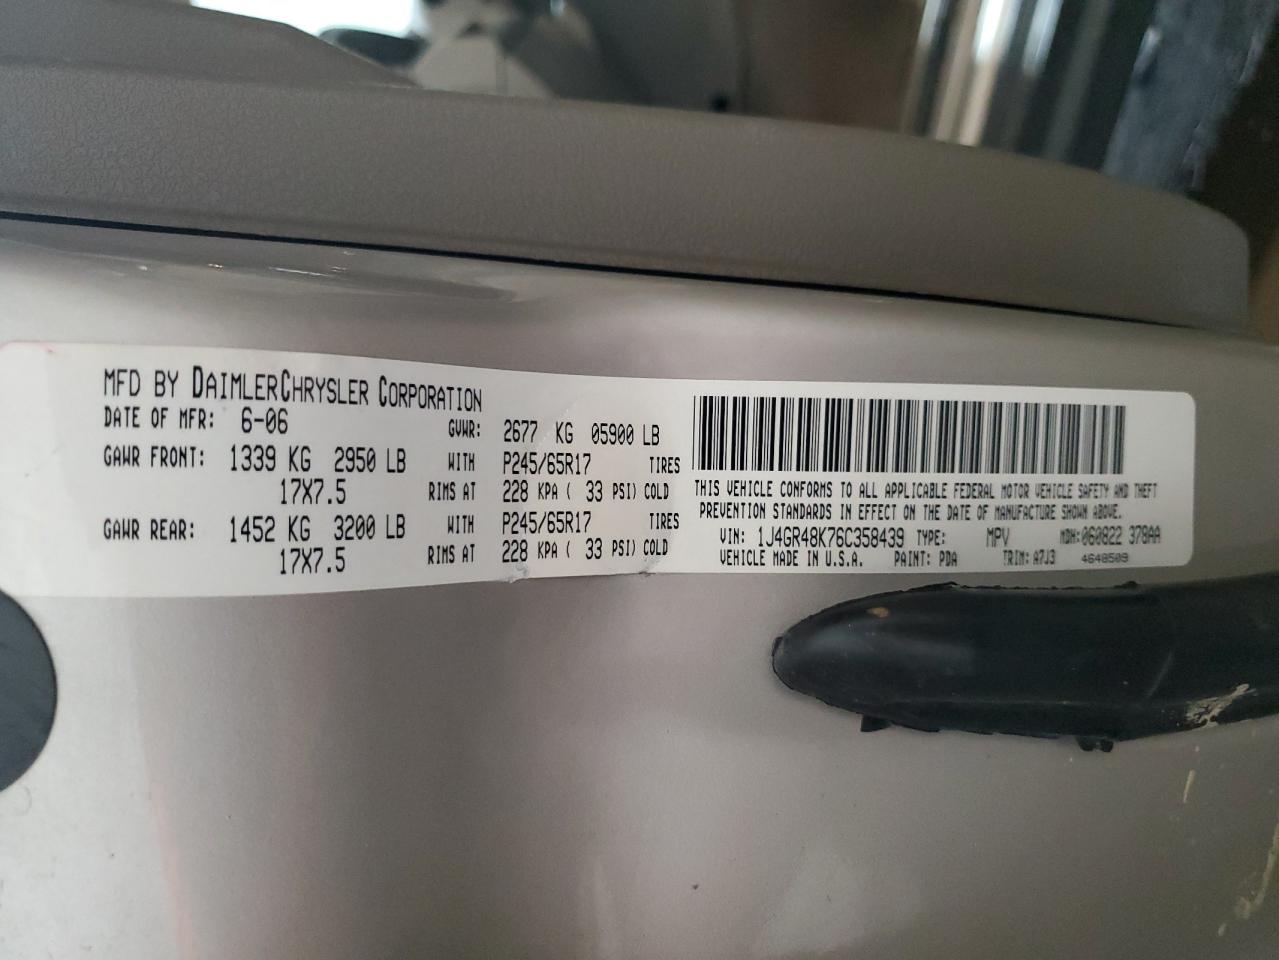 MFD BY DAIMLERCHRYSLER CORPORATION
DATE OF MFR: 6-06 GVWR: 2677 KG 05900 LB
GAWR FRONT: 1339 KG 2950 LB WITH P245/65R17 TIRES
17X7.5 RIMS AT 228 KPA ( 33 PSI) COLD
GAWR REAR: 1452 KG 3200 LB WITH P245/65R17 TIRES
17X7.5 RIMS AT 228 KPA ( 33 PSI) COLD
THIS VEHICLE CONFORMS TO ALL APPLICABLE FEDERAL MOTOR VEHICLE SAFETY AND THEFT
PREVENTION STANDARDS IN EFFECT ON THE DATE OF MANUFACTURE SHOWN ABOVE.
VIN: 1J4GR48K76C358439 TYPE: MPV MDH: 060822 378AA
VEHICLE MADE IN U.S.A. PAINT: PDA TRIM: A7J3 4648509